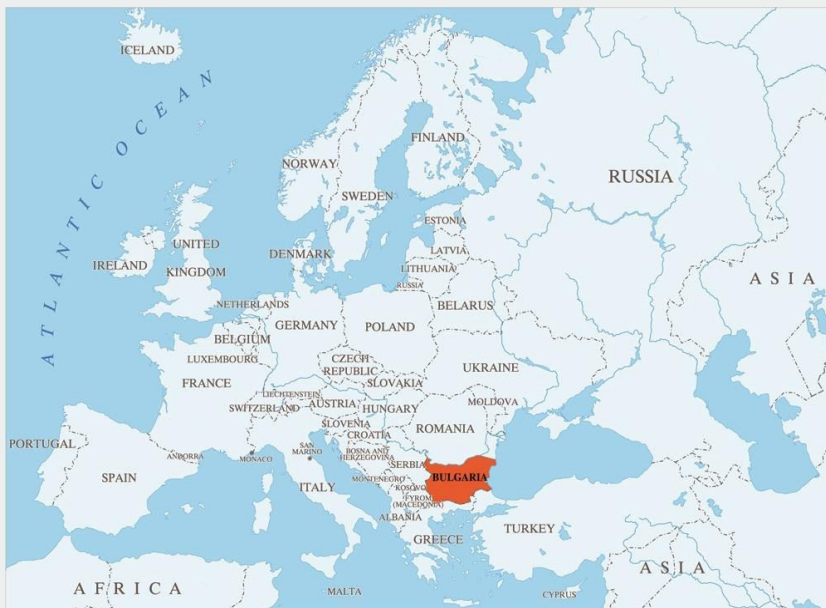 ICELAND
ATLANTIC OCEAN
FINLAND
NORWAY
RUSSIA
SWEDEN
ESTONIA
UNITED
KINGDOM
LATVIA
DENMARK
IRELAND
LITHUANIA
ASIA
RUSSIA
NETHERLANDS
BELARUS
GERMANY
POLAND
BELGIUM
LUXEMBOURG
CZECH
REPUBLIC
UKRAINE
FRANCE
SLOVAKIA
LIECHTENSTEIN
SWITZERLAND
AUSTRIA
HUNGARY
MOLDOVA
SLOVENIA
ROMANIA
CROATIA
PORTUGAL
SAN
MARINO
BOSNA AND
HERZEGOVINA
ANDORRA
MONACO
SERBIA
SPAIN
MONTENEGRO
BULGARIA
ITALY
KOSOVO
FYROM
(MACEDONIA)
ALBANIA
TURKEY
GREECE
ASIA
AFRICA
MALTA
CYPRUS